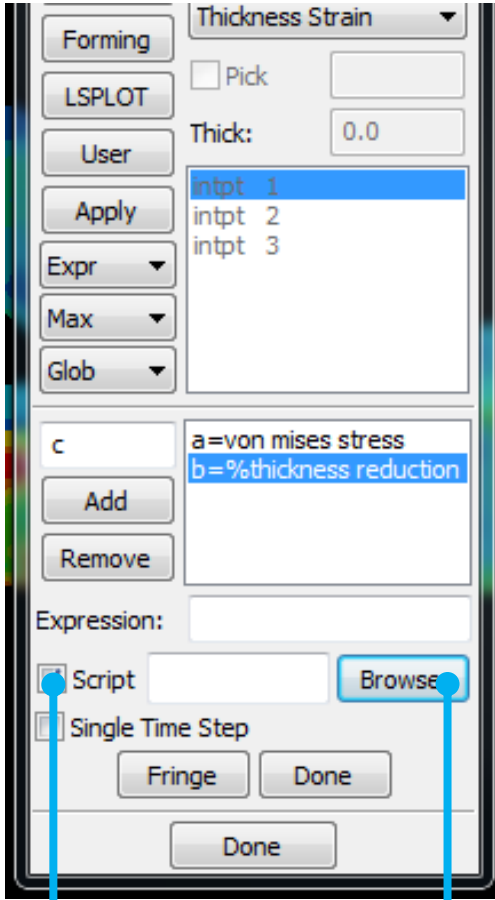 Thickness Strain
Forming
Pick
LSPLOT
Thick: 0.0
User
intpt 1
Apply
intpt 2
intpt 3
Expr
Max
Glob
c
a=von mises stress
b=%thickness reduction
Add
Remove
Expression:
Script
Browse
Single Time Step
Fringe Done
Done